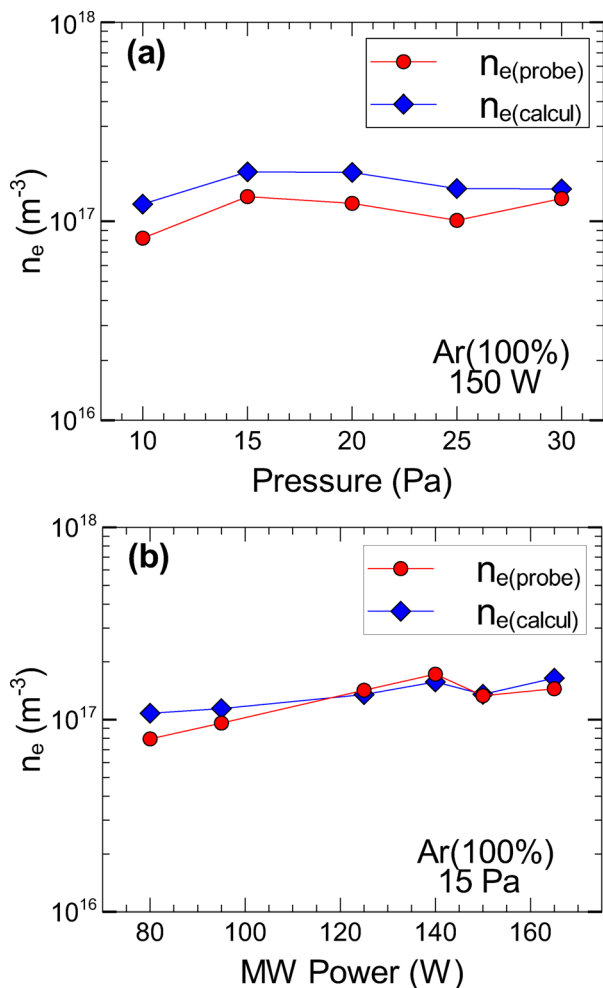 (a)
n_e(probe)
n_e(calcul)
10^18
10^17
10^16
n_e (m^-3)
Ar(100%)
150 W
10 15 20 25 30
Pressure (Pa)
(b)
n_e(probe)
n_e(calcul)
10^18
10^17
10^16
n_e (m^-3)
Ar(100%)
15 Pa
80 100 120 140 160
MW Power (W)